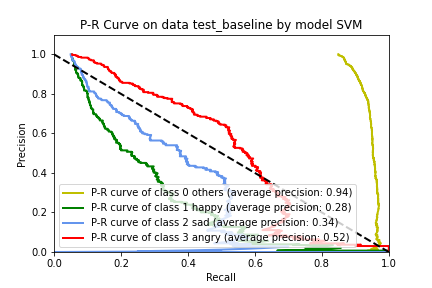 P-R Curve on data test_baseline by model SVM
1.0
0.8
0.6
0.4
0.2
0.0
Precision
P-R curve of class 0 others (average precision: 0.94)
P-R curve of class 1 happy (average precision: 0.28)
P-R curve of class 2 sad (average precision: 0.34)
P-R curve of class 3 angry (average precision: 0.52)
0.0 0.2 0.4 0.6 0.8 1.0
Recall